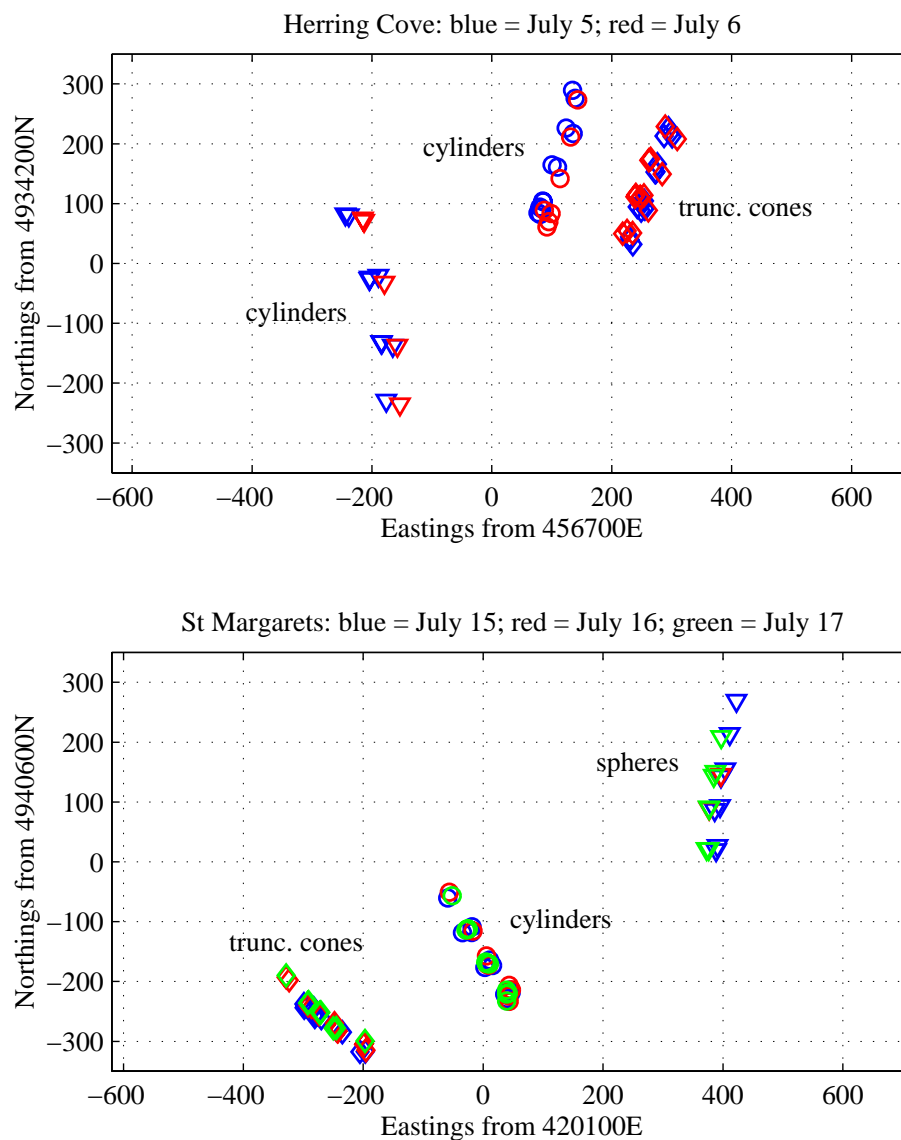 Herring Cove: blue = July 5; red = July 6
Northings from 4934200N
300
200
100
0
−100
−200
−300
cylinders
trunc. cones
cylinders
−600 −400 −200 0 200 400 600
Eastings from 456700E
St Margarets: blue = July 15; red = July 16; green = July 17
Northings from 4940600N
300
200
100
0
−100
−200
−300
spheres
cylinders
trunc. cones
−600 −400 −200 0 200 400 600
Eastings from 420100E